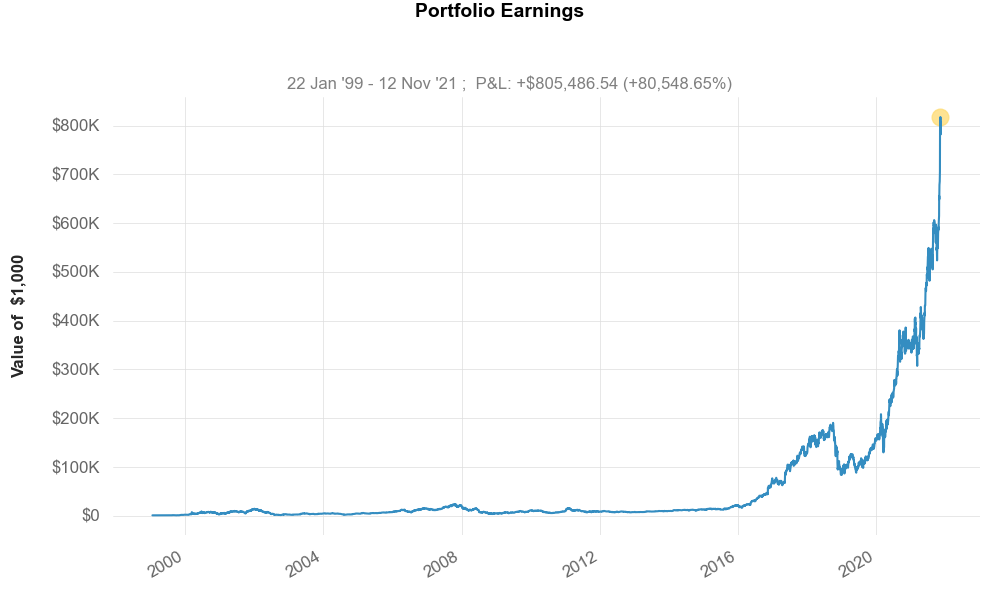 Portfolio Earnings
22 Jan '99 - 12 Nov '21 ;  P&L: +$805,486.54 (+80,548.65%)
Value of  $1,000
$800K
$700K
$600K
$500K
$400K
$300K
$200K
$100K
$0
2000
2004
2008
2012
2016
2020